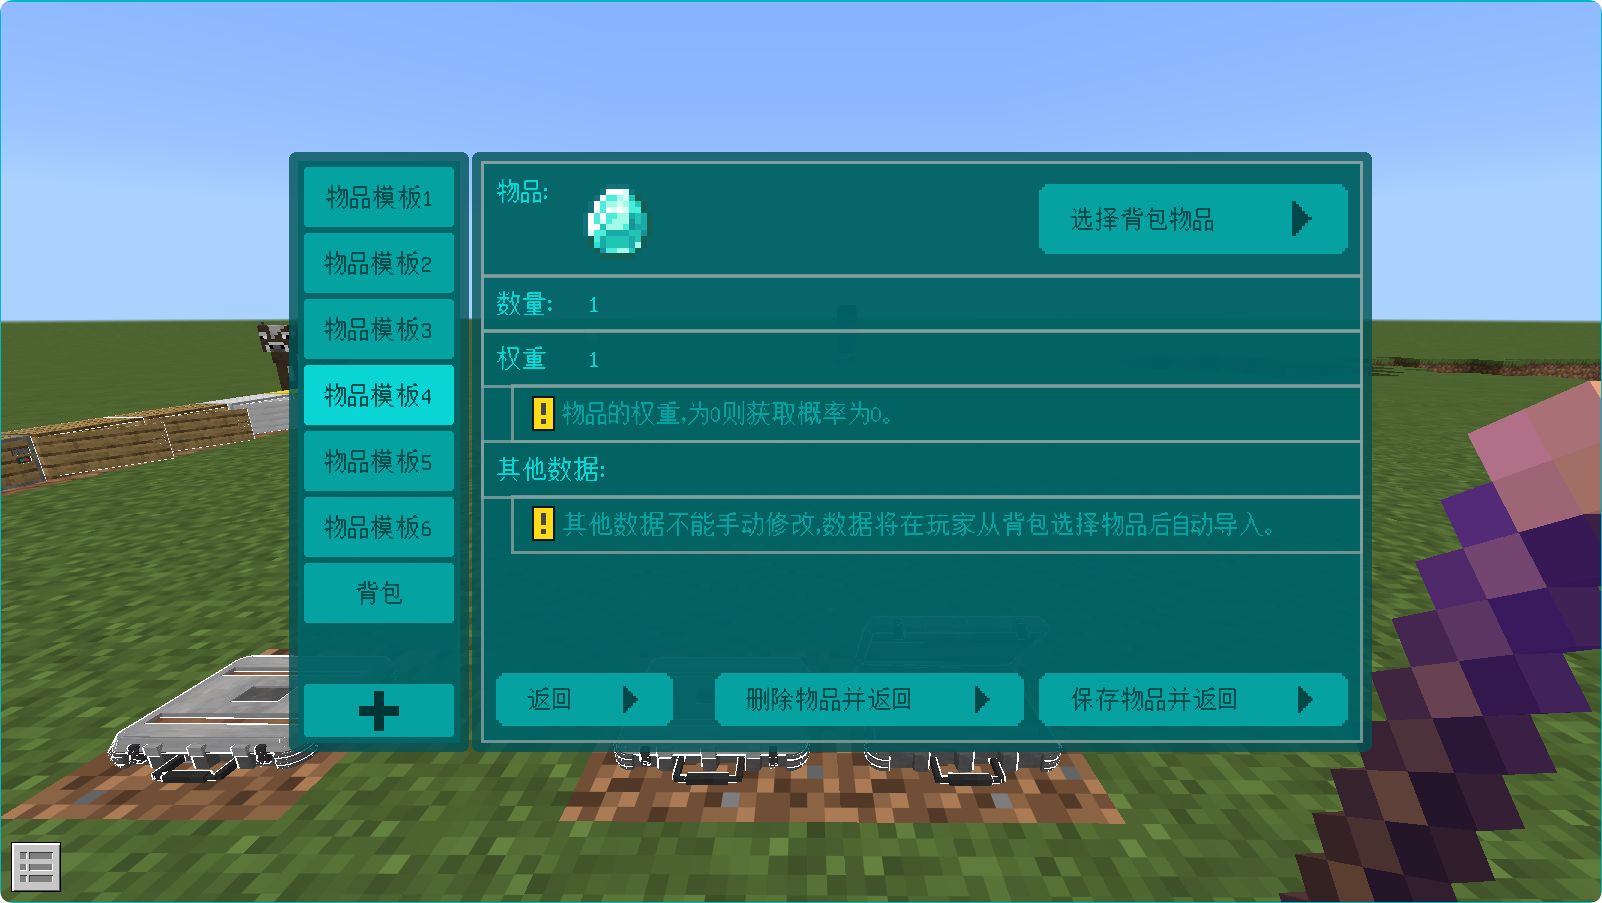 物品模板1
物品模板2
物品模板3
物品模板4
物品模板5
物品模板6
背包
物品:
选择背包物品
数量: 1
权重 1
物品的权重,为0则获取概率为0。
其他数据:
其他数据不能手动修改,数据将在玩家从背包选择物品后自动导入。
返回
删除物品并返回
保存物品并返回